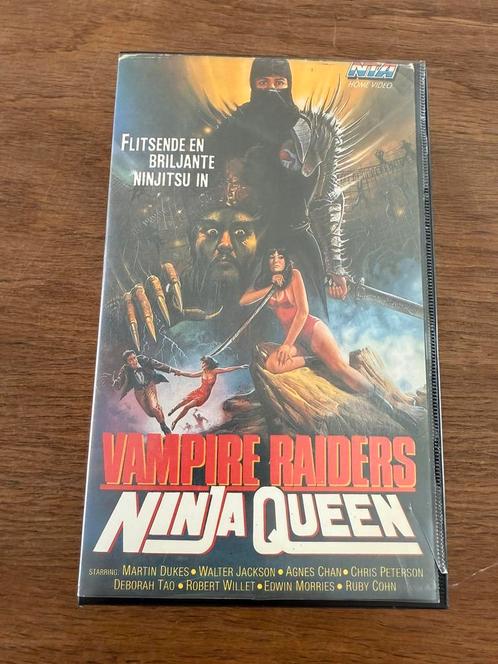 NTA
HOME VIDEO
FLITSENDE EN
BRILJANTE
NINJITSU IN
VAMPIRE RAIDERS
NINJA QUEEN
STARRING: MARTIN DUKES • WALTER JACKSON • AGNES CHAN • CHRIS PETERSON
DEBORAH TAO • ROBERT WILLET • EDWIN MORRIES • RUBY COHN